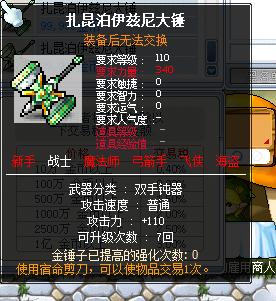 扎昆泊伊兹尼大锤
装备后无法交换
要求等级: 110
要求力量: 340
要求敏捷: 0
要求智力: 0
要求运气: 0
要求人气度: -
道具等级: -
道具经验值: -
新手 战士 魔法师 弓箭手 飞侠 海盗
武器分类 : 双手钝器
攻击速度 : 普通
攻击力 : +110
可升级次数 : 7回
金锤子已提高的强化次数: 0
使用宿命剪刀，可以使物品交易1次。
雇用商人